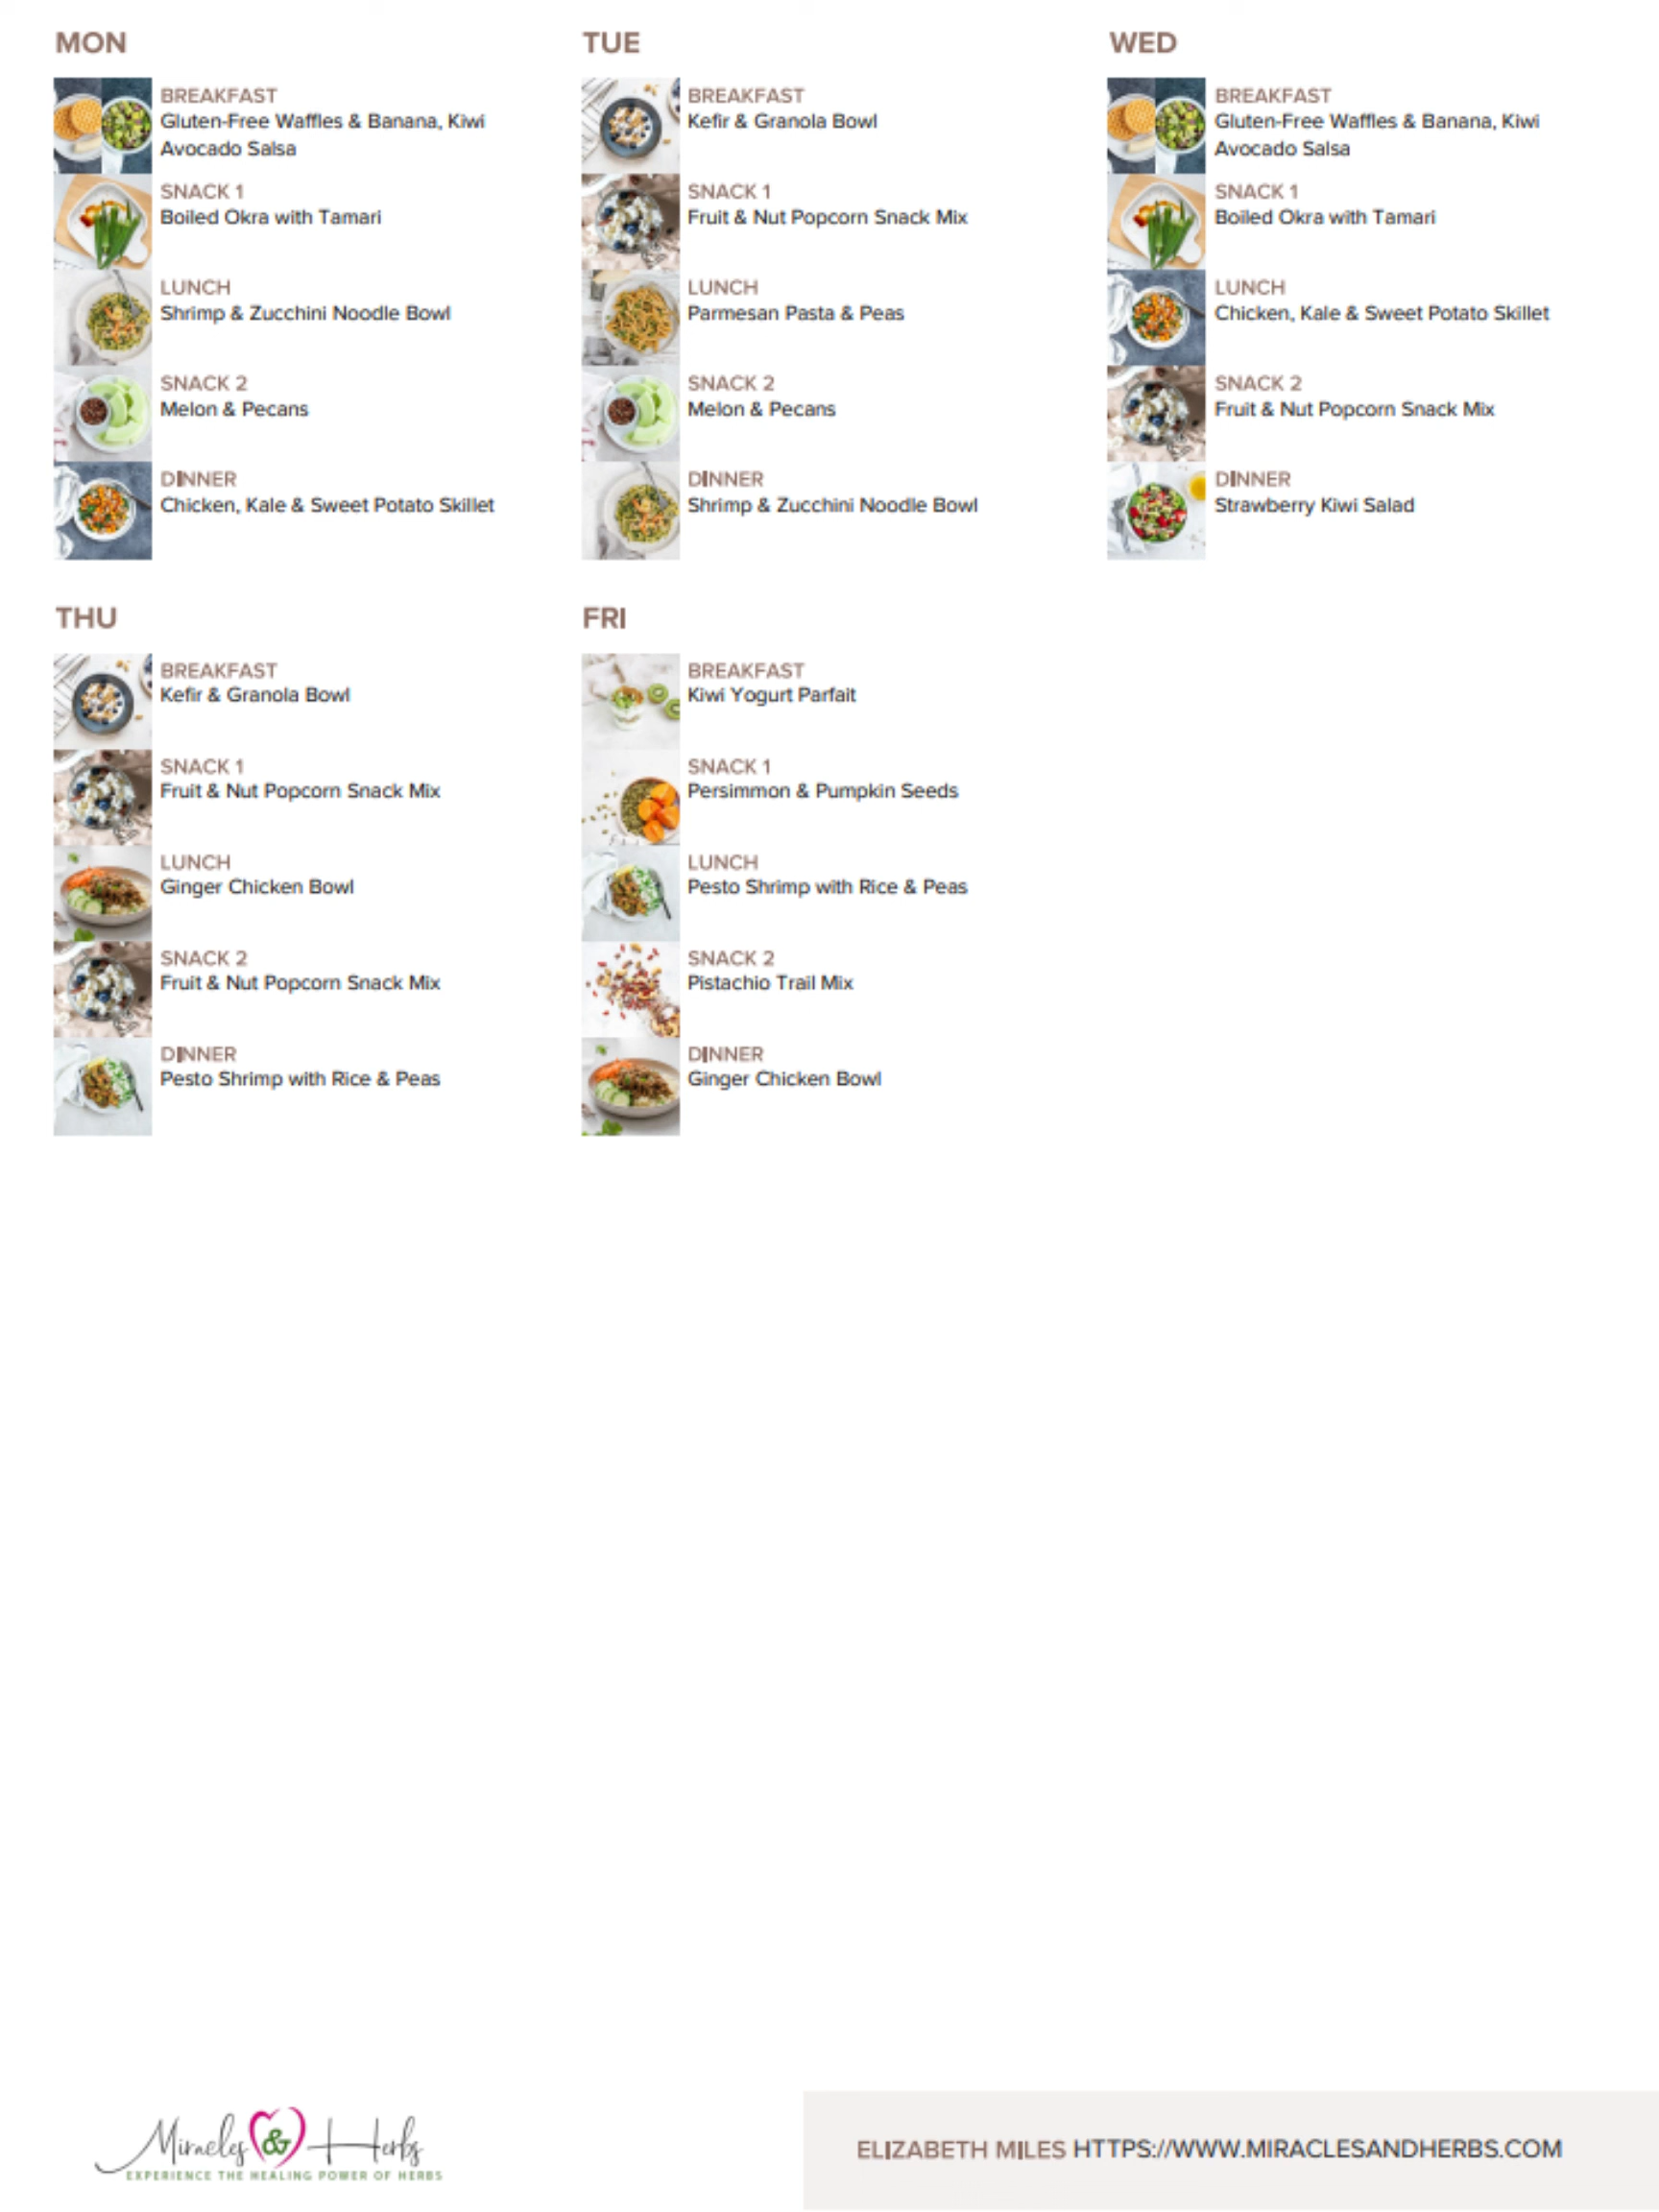 MON
BREAKFAST
Gluten-Free Waffles & Banana, Kiwi
Avocado Salsa
SNACK 1
Boiled Okra with Tamari
LUNCH
Shrimp & Zucchini Noodle Bowl
SNACK 2
Melon & Pecans
DINNER
Chicken, Kale & Sweet Potato Skillet
TUE
BREAKFAST
Kefir & Granola Bowl
SNACK 1
Fruit & Nut Popcorn Snack Mix
LUNCH
Parmesan Pasta & Peas
SNACK 2
Melon & Pecans
DINNER
Shrimp & Zucchini Noodle Bowl
WED
BREAKFAST
Gluten-Free Waffles & Banana, Kiwi
Avocado Salsa
SNACK 1
Boiled Okra with Tamari
LUNCH
Chicken, Kale & Sweet Potato Skillet
SNACK 2
Fruit & Nut Popcorn Snack Mix
DINNER
Strawberry Kiwi Salad
THU
BREAKFAST
Kefir & Granola Bowl
SNACK 1
Fruit & Nut Popcorn Snack Mix
LUNCH
Ginger Chicken Bowl
SNACK 2
Fruit & Nut Popcorn Snack Mix
DINNER
Pesto Shrimp with Rice & Peas
FRI
BREAKFAST
Kiwi Yogurt Parfait
SNACK 1
Persimmon & Pumpkin Seeds
LUNCH
Pesto Shrimp with Rice & Peas
SNACK 2
Pistachio Trail Mix
DINNER
Ginger Chicken Bowl
Miracles & Herbs
EXPERIENCE THE HEALING POWER OF HERBS
ELIZABETH MILES HTTPS://WWW.MIRACLESANDHERBS.COM